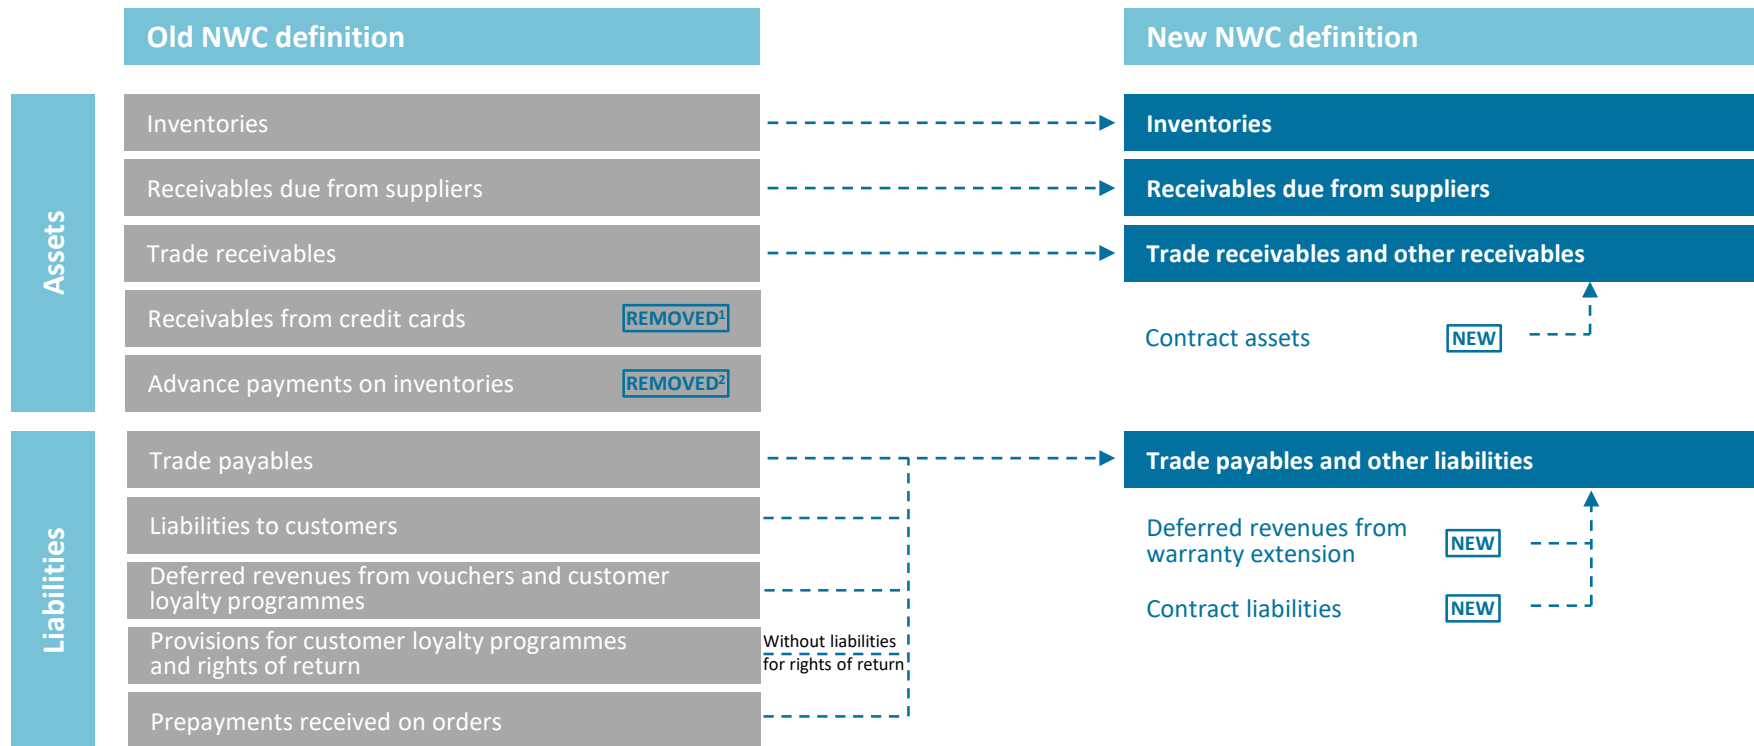 Old NWC definition
New NWC definition
Assets
Inventories
Inventories
Receivables due from suppliers
Receivables due from suppliers
Trade receivables
Trade receivables and other receivables
Receivables from credit cards
REMOVED¹
Contract assets
NEW
Advance payments on inventories
REMOVED²
Liabilities
Trade payables
Trade payables and other liabilities
Liabilities to customers
Deferred revenues from
warranty extension
NEW
Deferred revenues from vouchers and customer
loyalty programmes
Contract liabilities
NEW
Provisions for customer loyalty programmes
and rights of return
Without liabilities
for rights of return
Prepayments received on orders